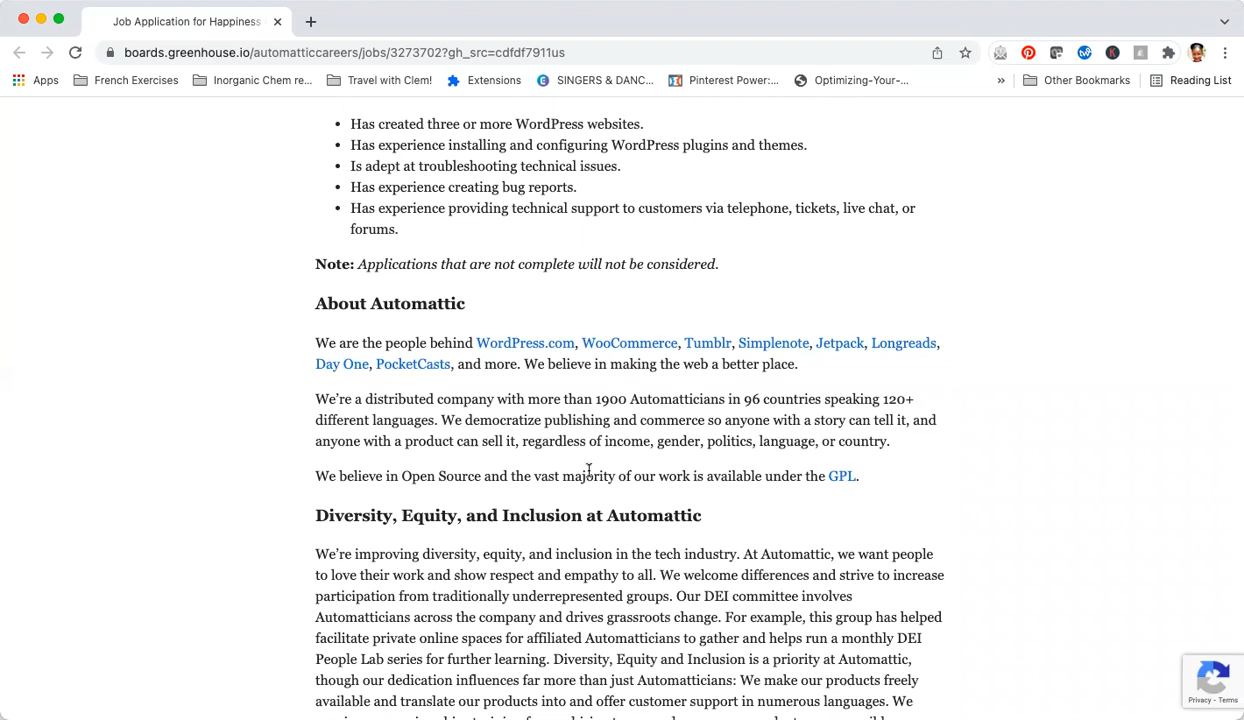 Job Application for Happiness
boards.greenhouse.io/automatticcareers/jobs/3273702?gh_src=cdfdf7911us
Apps French Exercises Inorganic Chem re... Travel with Clem! Extensions SINGERS & DANC... Pinterest Power:... Optimizing-Your-... » Other Bookmarks Reading List
• Has created three or more WordPress websites.
• Has experience installing and configuring WordPress plugins and themes.
• Is adept at troubleshooting technical issues.
• Has experience creating bug reports.
• Has experience providing technical support to customers via telephone, tickets, live chat, or
forums.
Note: Applications that are not complete will not be considered.
About Automattic
We are the people behind WordPress.com, WooCommerce, Tumblr, Simplenote, Jetpack, Longreads,
Day One, PocketCasts, and more. We believe in making the web a better place.
We’re a distributed company with more than 1900 Automatticians in 96 countries speaking 120+
different languages. We democratize publishing and commerce so anyone with a story can tell it, and
anyone with a product can sell it, regardless of income, gender, politics, language, or country.
We believe in Open Source and the vast majority of our work is available under the GPL.
Diversity, Equity, and Inclusion at Automattic
We’re improving diversity, equity, and inclusion in the tech industry. At Automattic, we want people
to love their work and show respect and empathy to all. We welcome differences and strive to increase
participation from traditionally underrepresented groups. Our DEI committee involves
Automatticians across the company and drives grassroots change. For example, this group has helped
facilitate private online spaces for affiliated Automatticians to gather and helps run a monthly DEI
People Lab series for further learning. Diversity, Equity and Inclusion is a priority at Automattic,
though our dedication influences far more than just Automatticians: We make our products freely
available and translate our products into and offer customer support in numerous languages. We
Privacy - Terms